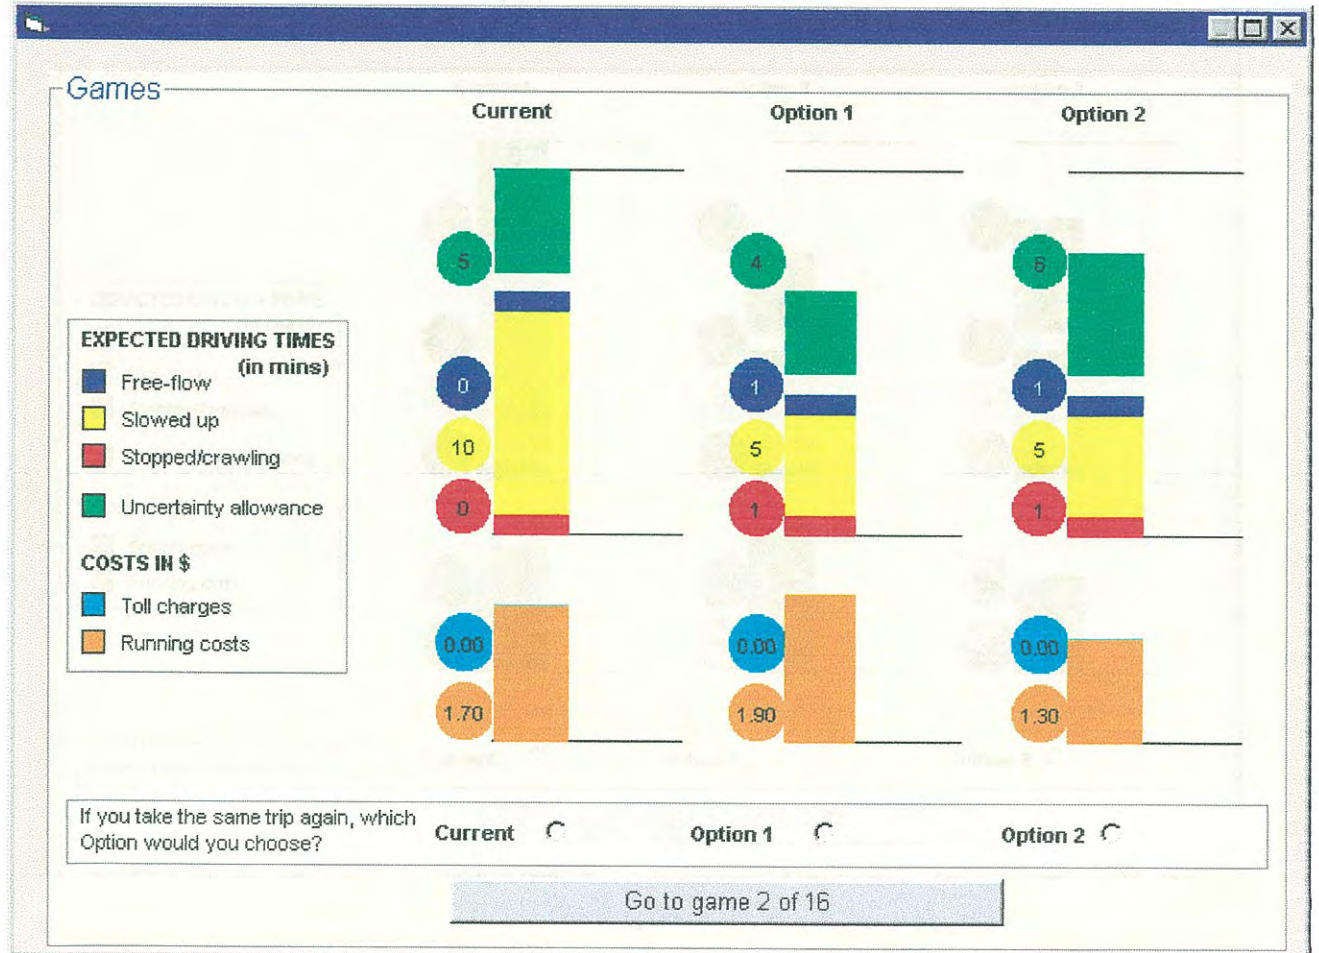 Games
Current Option 1 Option 2
5 4 6
EXPECTED DRIVING TIMES
(in mins)
Free-flow
0 1 1
Slowed up
10 5 5
Stopped/crawling
0 1 1
Uncertainty allowance
COSTS IN $
Toll charges
0.00 0.00 0.00
Running costs
1.70 1.90 1.30
If you take the same trip again, which
Option would you choose?
Current Option 1 Option 2
Go to game 2 of 16